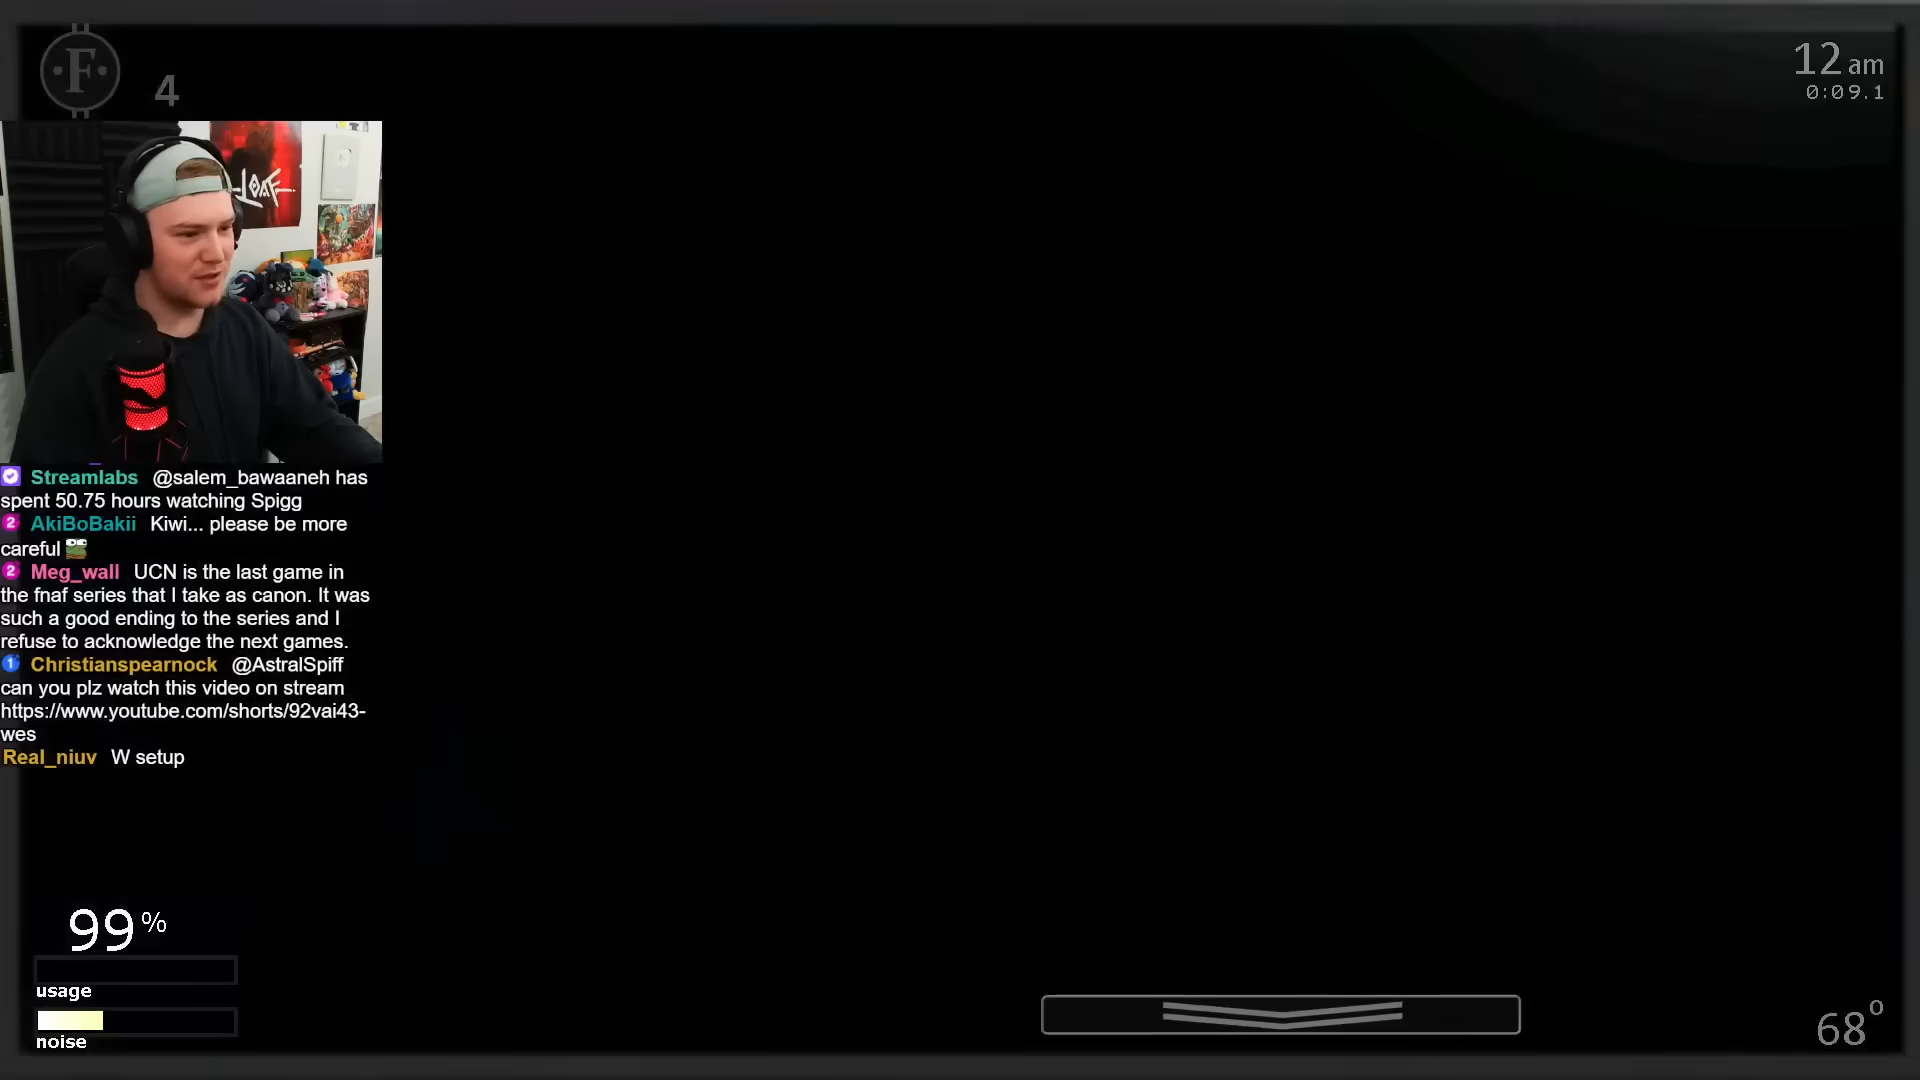 F
4
12 am
0:09.1
LOAF
Streamlabs @salem_bawaaneh has
spent 50.75 hours watching Spigg
2 AkiBoBakii Kiwi... please be more
careful
2 Meg_wall UCN is the last game in
the fnaf series that I take as canon. It was
such a good ending to the series and I
refuse to acknowledge the next games.
1 Christianspearnock @AstralSpiff
can you plz watch this video on stream
https://www.youtube.com/shorts/92vai43-
wes
Real_niuv W setup
99%
usage
noise
68°